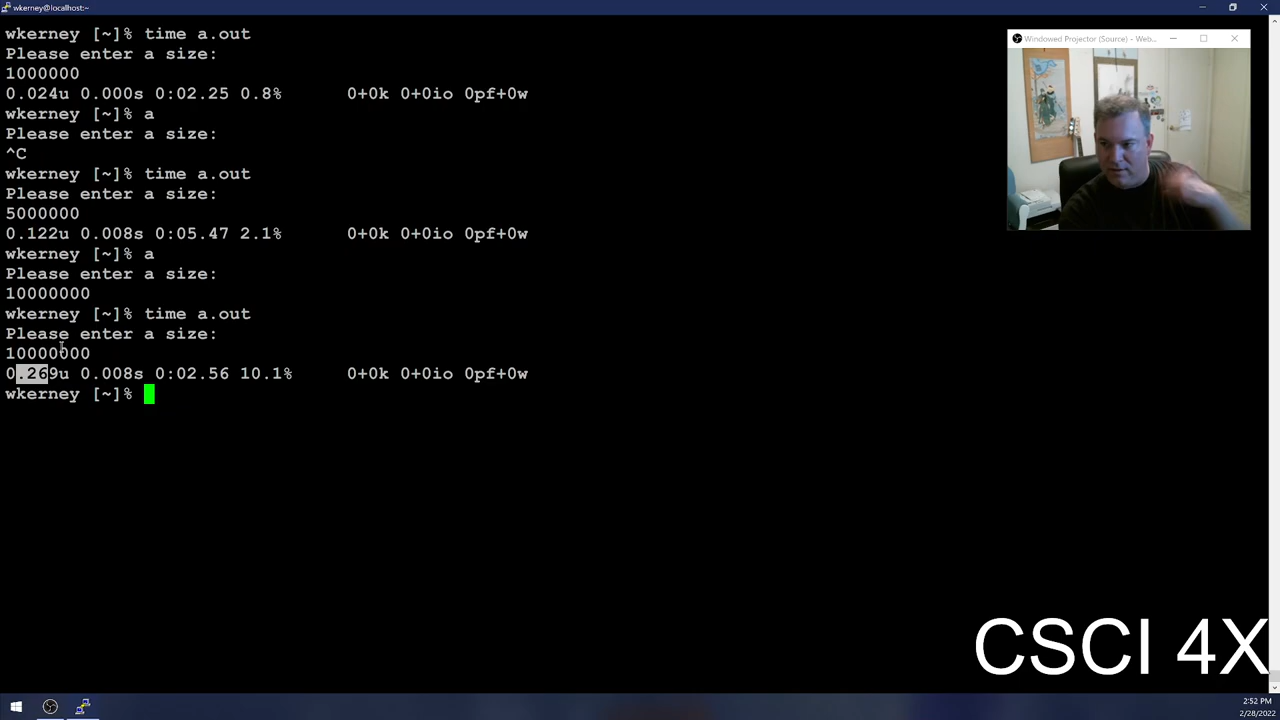 wkerney@localhost:~
wkerney [~]% time a.out
Please enter a size:
1000000
0.024u 0.000s 0:02.25 0.8%      0+0k 0+0io 0pf+0w
wkerney [~]% a
Please enter a size:
^C
wkerney [~]% time a.out
Please enter a size:
5000000
0.122u 0.008s 0:05.47 2.1%      0+0k 0+0io 0pf+0w
wkerney [~]% a
Please enter a size:
10000000
wkerney [~]% time a.out
Please enter a size:
10000000
0.269u 0.008s 0:02.56 10.1%     0+0k 0+0io 0pf+0w
wkerney [~]%
Windowed Projector (Source) - Web...
CSCI 4X
2:52 PM
2/28/2022